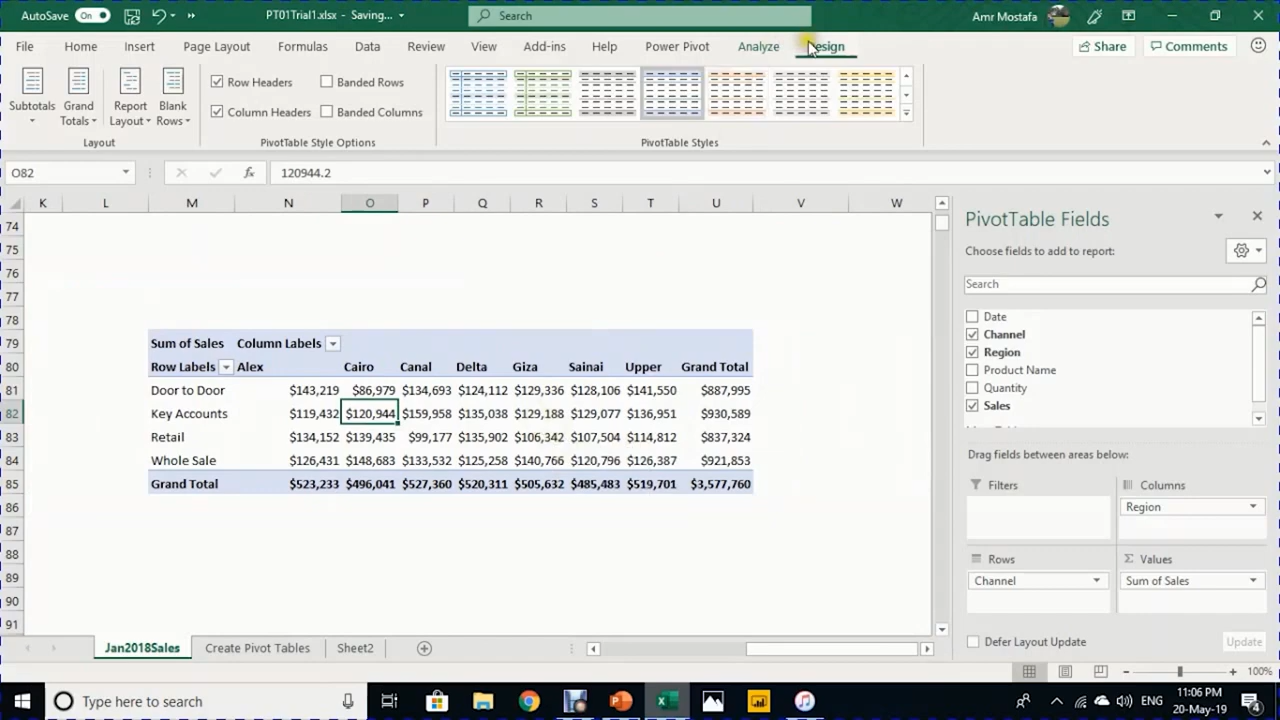 AutoSave On PT01Trial1.xlsx - Saving... Search Amr Mostafa
File Home Insert Page Layout Formulas Data Review View Add-ins Help Power Pivot Analyze Design Share Comments
Subtotals Grand Totals Report Layout Blank Rows
Row Headers Banded Rows
Column Headers Banded Columns
Layout PivotTable Style Options PivotTable Styles
O82 fx 120944.2
K L M N O P Q R S T U V W
74
75
76
77
78
79 Sum of Sales Column Labels
80 Row Labels Alex Cairo Canal Delta Giza Sainai Upper Grand Total
81 Door to Door $143,219 $86,979 $134,693 $124,112 $129,336 $128,106 $141,550 $887,995
82 Key Accounts $119,432 $120,944 $159,958 $135,038 $129,188 $129,077 $136,951 $930,589
83 Retail $134,152 $139,435 $99,177 $135,902 $106,342 $107,504 $114,812 $837,324
84 Whole Sale $126,431 $148,683 $133,532 $125,258 $140,766 $120,796 $126,387 $921,853
85 Grand Total $523,233 $496,041 $527,360 $520,311 $505,632 $485,483 $519,701 $3,577,760
86
87
88
89
90
91
PivotTable Fields
Choose fields to add to report:
Search
Date
Channel
Region
Product Name
Quantity
Sales
Drag fields between areas below:
Filters Columns
Region
Rows Σ Values
Channel Sum of Sales
Defer Layout Update Update
Jan2018Sales Create Pivot Tables Sheet2
100%
Type here to search ENG 11:06 PM
20-May-19 4